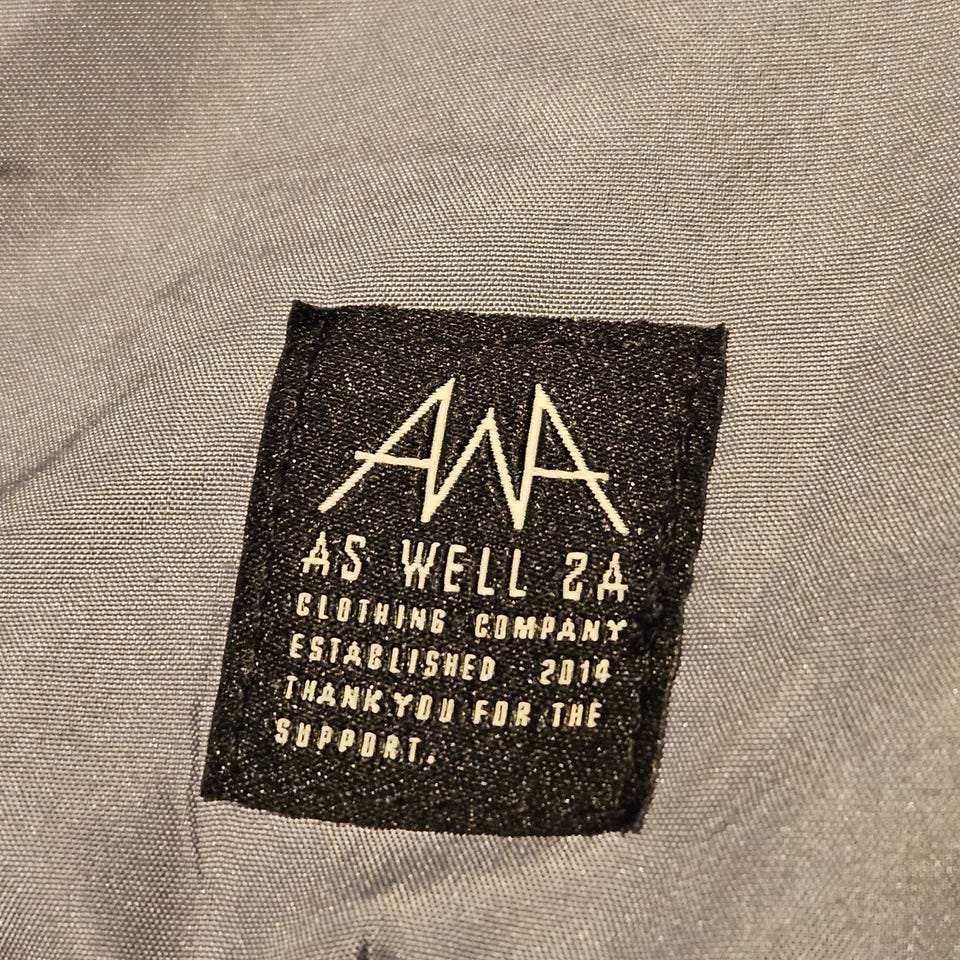 AWA
AS WELL ZA
CLOTHING COMPANY
ESTABLISHED 2014
THANK YOU FOR THE
SUPPORT.